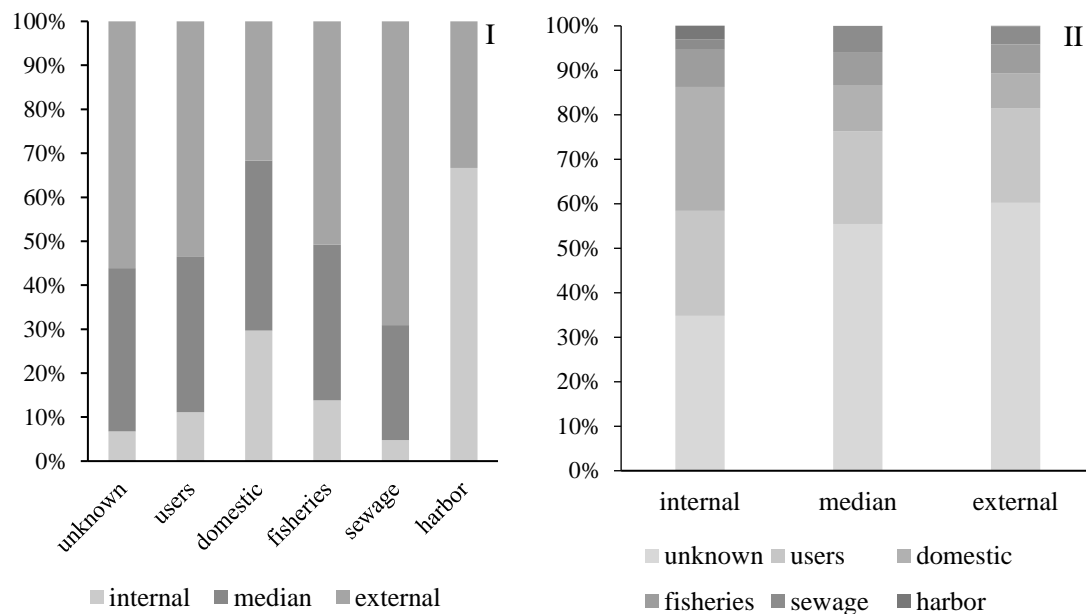 I
100%
90%
80%
70%
60%
50%
40%
30%
20%
10%
0%
unknown
users
domestic
fisheries
sewage
harbor
internal median external
II
100%
90%
80%
70%
60%
50%
40%
30%
20%
10%
0%
internal median external
unknown users domestic
fisheries sewage harbor